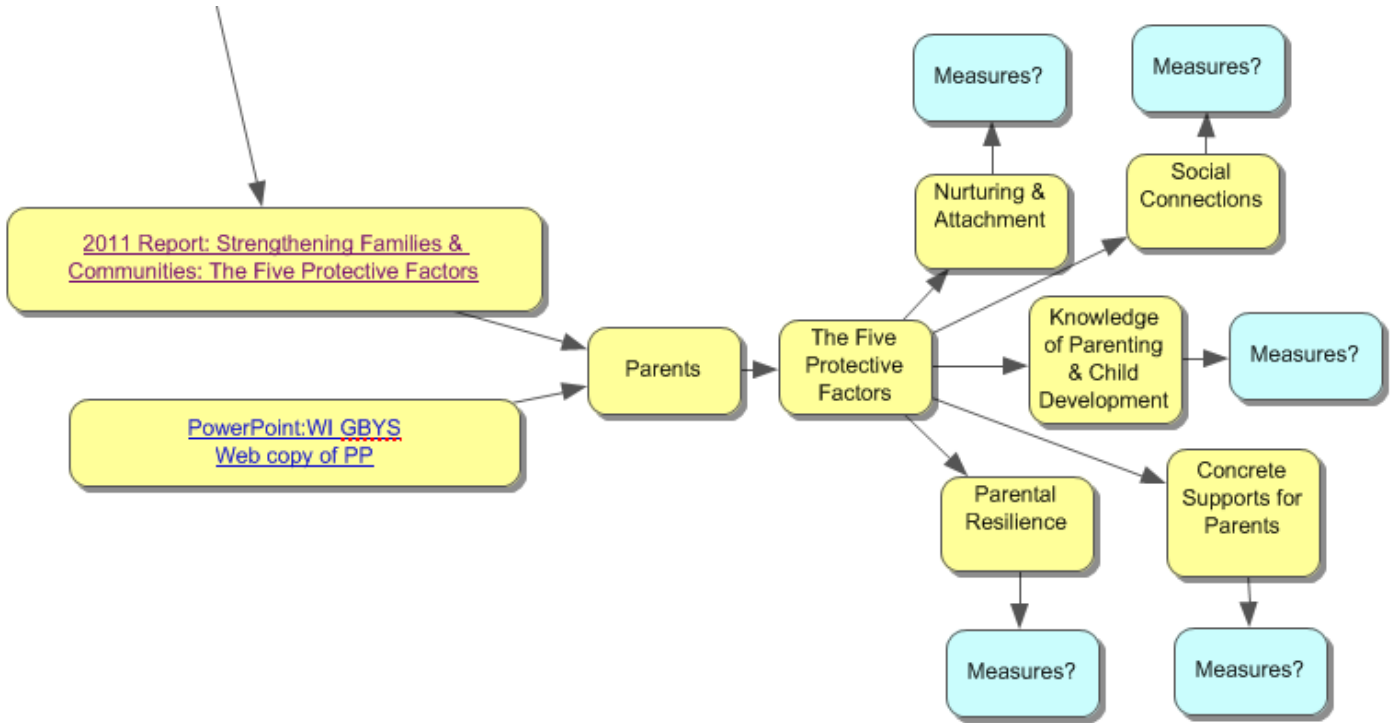 Measures?
Measures?
Nurturing &
Attachment
Social
Connections
2011 Report: Strengthening Families &
Communities: The Five Protective Factors
Parents
The Five
Protective
Factors
Knowledge
of Parenting
& Child
Development
Measures?
PowerPoint:WI GBYS
Web copy of PP
Parental
Resilience
Concrete
Supports for
Parents
Measures?
Measures?